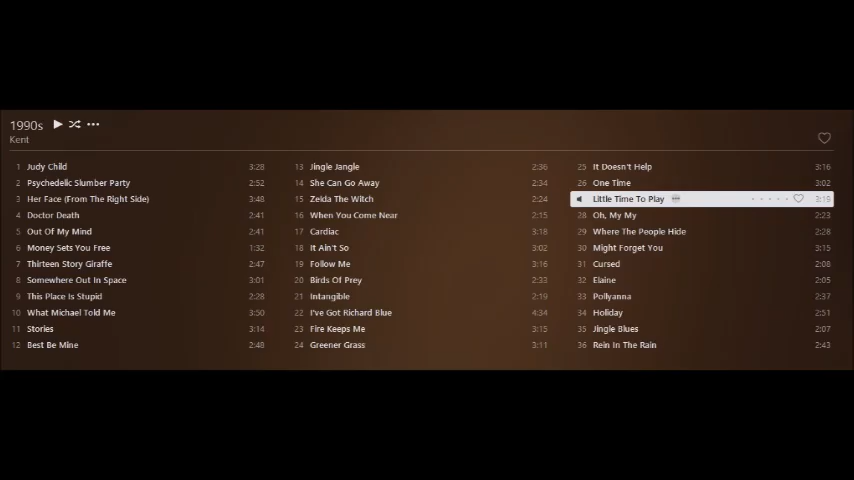 1990s
Kent
1 Judy Child 3:28
2 Psychedelic Slumber Party 2:52
3 Her Face (From The Right Side) 3:48
4 Doctor Death 2:41
5 Out Of My Mind 2:41
6 Money Sets You Free 1:32
7 Thirteen Story Giraffe 2:47
8 Somewhere Out In Space 3:01
9 This Place Is Stupid 2:28
10 What Michael Told Me 3:50
11 Stories 3:14
12 Best Be Mine 2:48
13 Jingle Jangle 2:36
14 She Can Go Away 2:34
15 Zelda The Witch 2:24
16 When You Come Near 2:15
17 Cardiac 3:18
18 It Ain't So 3:02
19 Follow Me 3:16
20 Birds Of Prey 2:33
21 Intangible 2:19
22 I've Got Richard Blue 4:34
23 Fire Keeps Me 3:15
24 Greener Grass 3:11
25 It Doesn't Help 3:16
26 One Time 3:02
Little Time To Play 3:19
28 Oh, My My 2:23
29 Where The People Hide 2:28
30 Might Forget You 3:15
31 Cursed 2:08
32 Elaine 2:05
33 Pollyanna 2:37
34 Holiday 2:51
35 Jingle Blues 2:07
36 Rein In The Rain 2:43